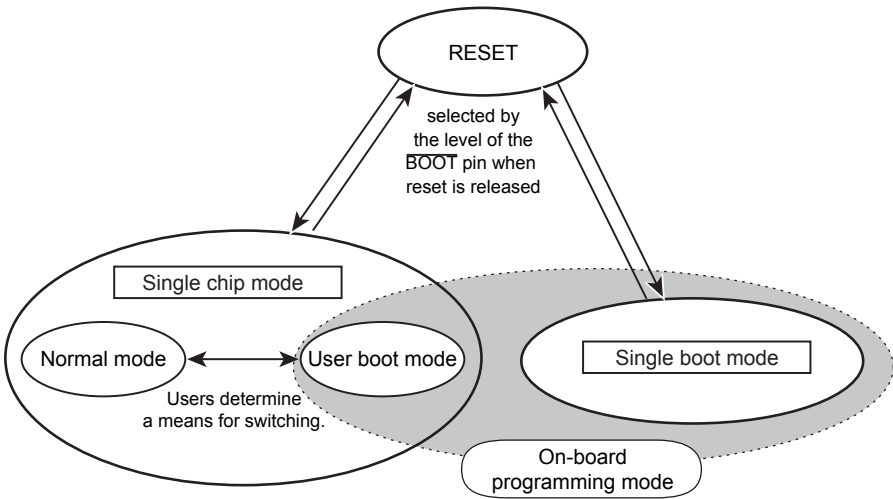 RESET
selected by
the level of the
BOOT pin when
reset is released
Single chip mode
Normal mode
User boot mode
Users determine
a means for switching.
Single boot mode
On-board
programming mode